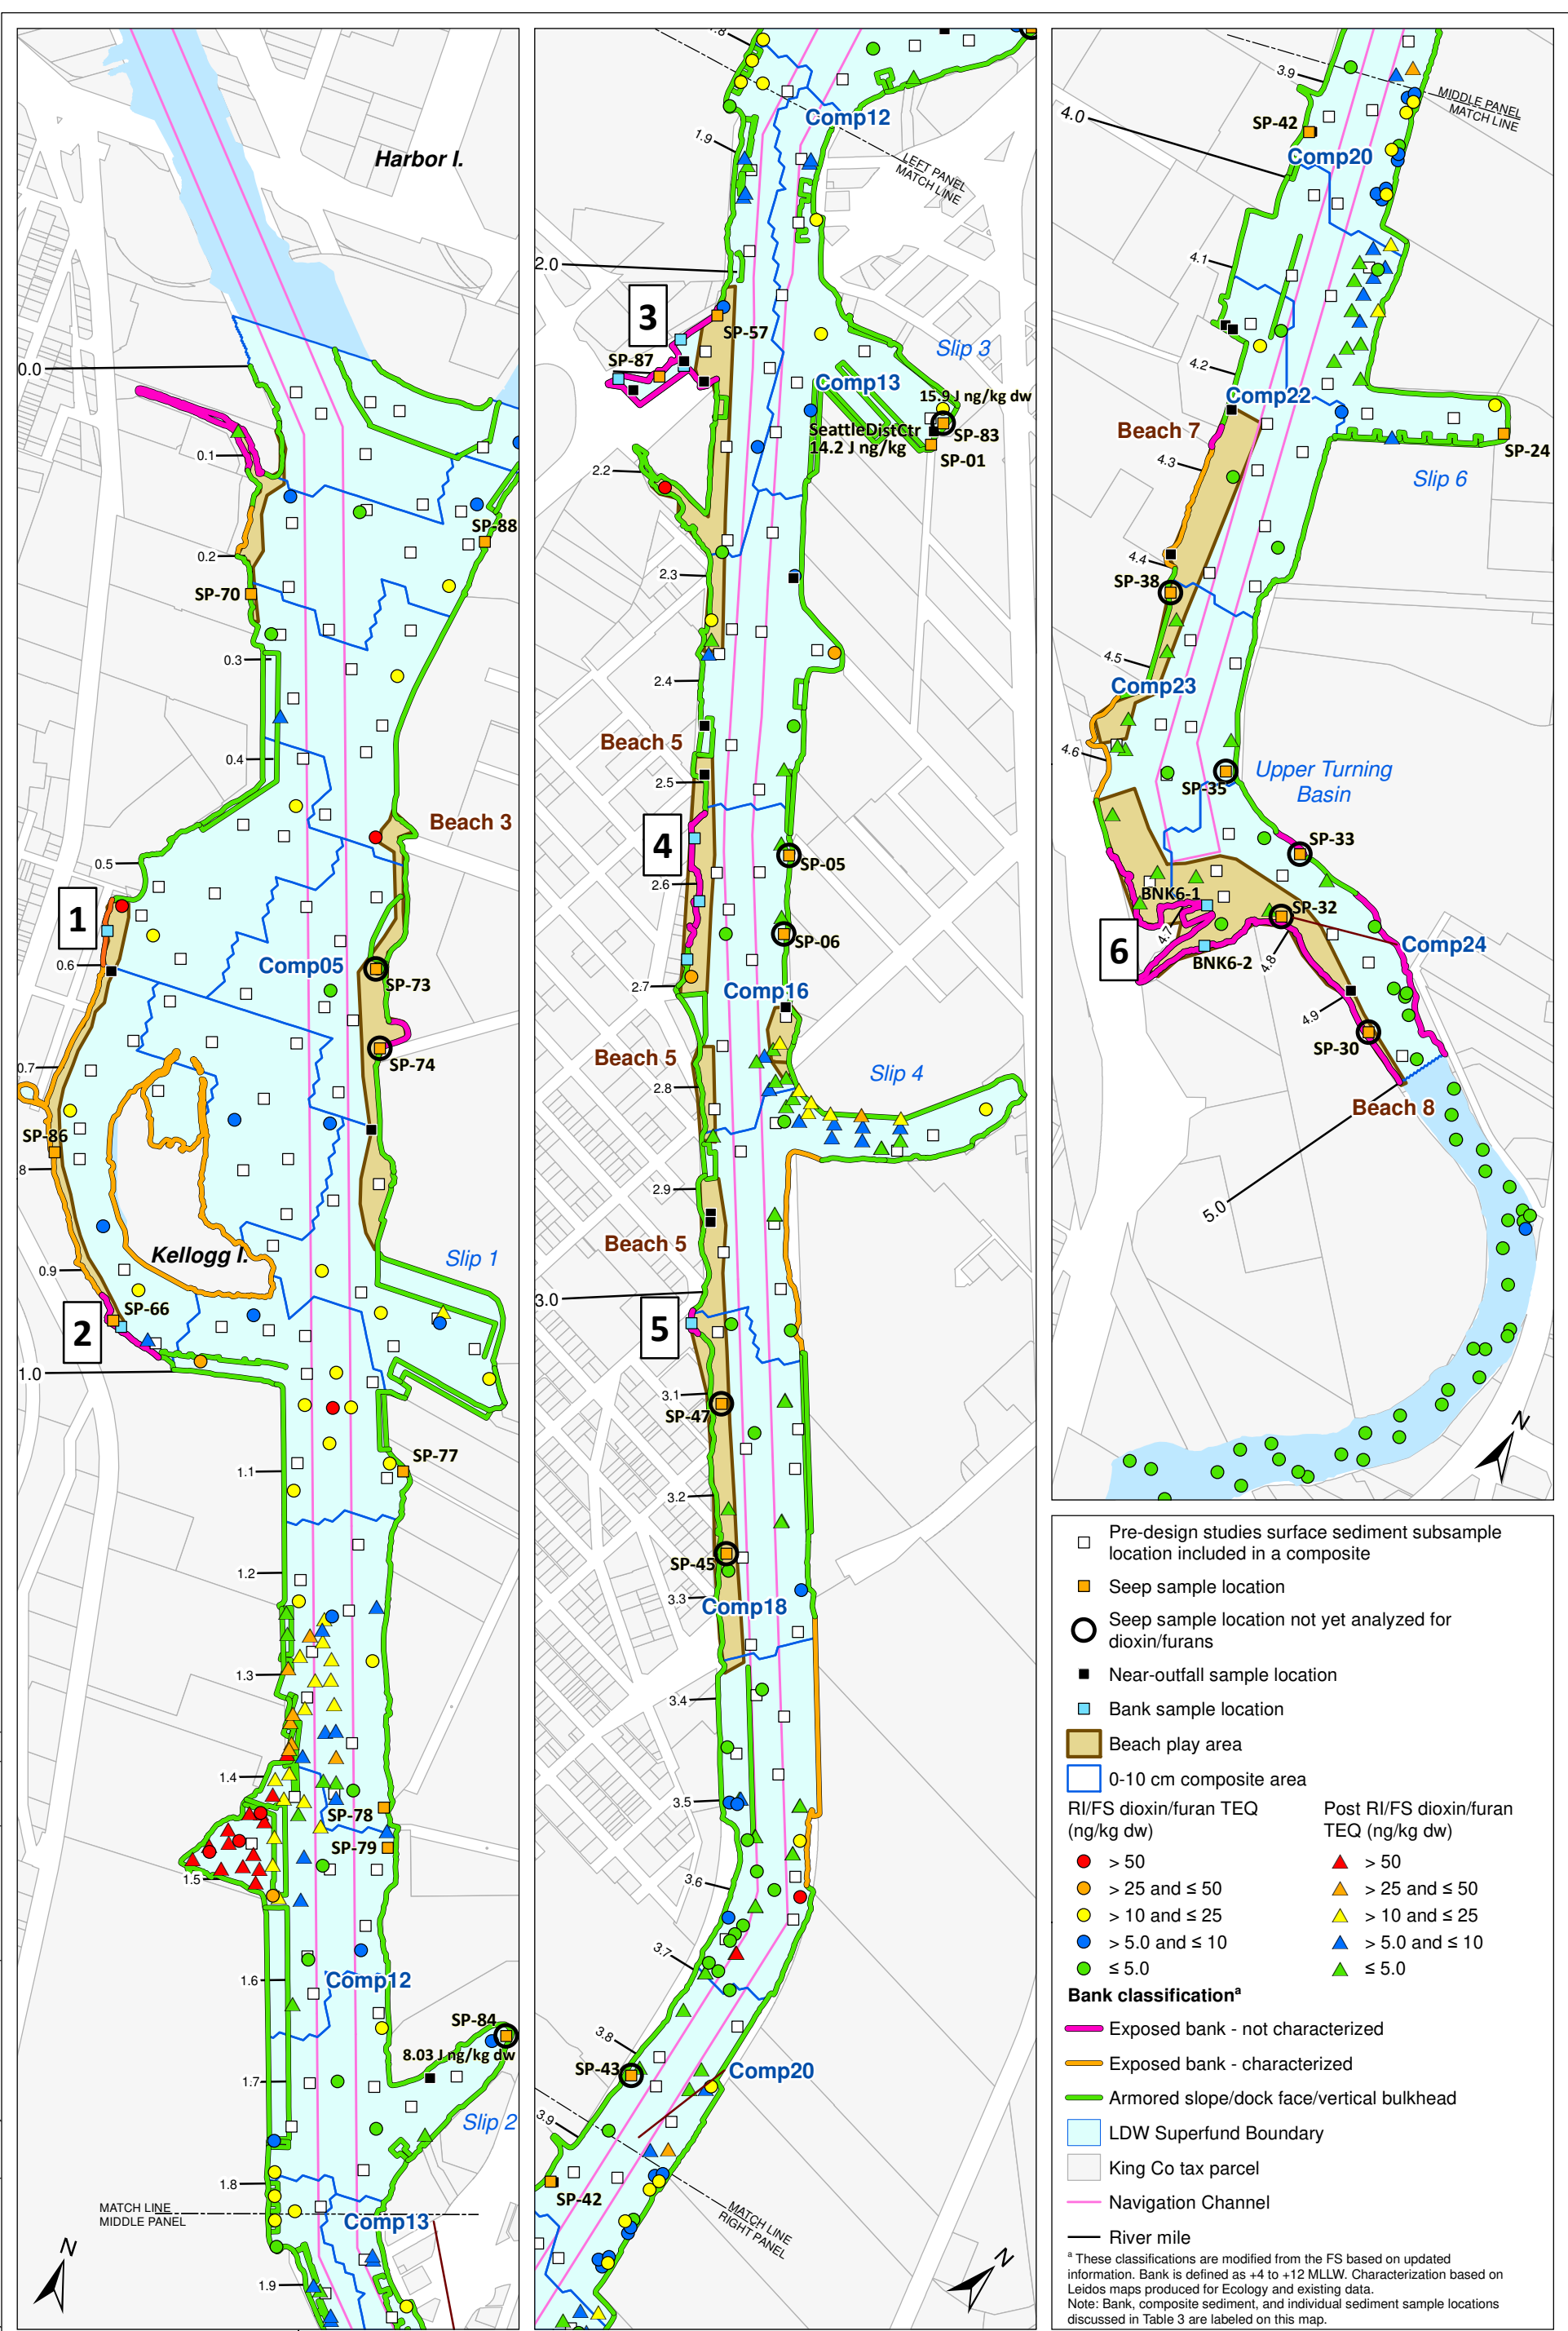 Harbor I.
0.0
0.1
SP-88
0.2
SP-70
0.3
0.4
Beach 3
0.5
1
0.6
Comp05
SP-73
SP-74
0.7
SP-86
8
Kellogg I.
Slip 1
0.9
SP-66
2
1.0
SP-77
1.1
1.2
1.3
1.4
SP-78
SP-79
1.5
1.6
Comp12
SP-84
8.03 J ng/kg dw
1.7
Slip 2
1.8
MATCH LINE
MIDDLE PANEL
Comp13
N
1.9
.8
Comp12
1.9
LEFT PANEL
MATCH LINE
2.0
3
SP-57
SP-87
Slip 3
Comp13
15.9 J ng/kg dw
SeattleDistCtr
14.2 J ng/kg
SP-83
SP-01
2.2
2.3
2.4
Beach 5
2.5
4
SP-05
2.6
SP-06
2.7
Comp16
Beach 5
Slip 4
2.8
2.9
Beach 5
3.0
5
3.1
SP-47
3.2
SP-45
3.3
Comp18
3.4
3.5
3.6
3.7
3.8
SP-43
Comp20
3.9
SP-42
MATCH LINE
RIGHT PANEL
N
3.9
MIDDLE PANEL
MATCH LINE
4.0
SP-42
Comp20
4.1
4.2
Comp22
Beach 7
SP-24
4.3
Slip 6
4.4
SP-38
4.5
Comp23
4.6
Upper Turning
Basin
SP-35
SP-33
BNK6-1
SP-32
4.7
6
Comp24
BNK6-2
4.8
4.9
SP-30
Beach 8
5.0
N
Pre-design studies surface sediment subsample
location included in a composite
Seep sample location
Seep sample location not yet analyzed for
dioxin/furans
Near-outfall sample location
Bank sample location
Beach play area
0-10 cm composite area
RI/FS dioxin/furan TEQ
(ng/kg dw)
> 50
> 25 and ≤ 50
> 10 and ≤ 25
> 5.0 and ≤ 10
≤ 5.0
Post RI/FS dioxin/furan
TEQ (ng/kg dw)
> 50
> 25 and ≤ 50
> 10 and ≤ 25
> 5.0 and ≤ 10
≤ 5.0
Bank classificationᵃ
Exposed bank - not characterized
Exposed bank - characterized
Armored slope/dock face/vertical bulkhead
LDW Superfund Boundary
King Co tax parcel
Navigation Channel
River mile
ᵃ These classifications are modified from the FS based on updated
information. Bank is defined as +4 to +12 MLLW. Characterization based on
Leidos maps produced for Ecology and existing data.
Note: Bank, composite sediment, and individual sediment sample locations
discussed in Table 3 are labeled on this map.